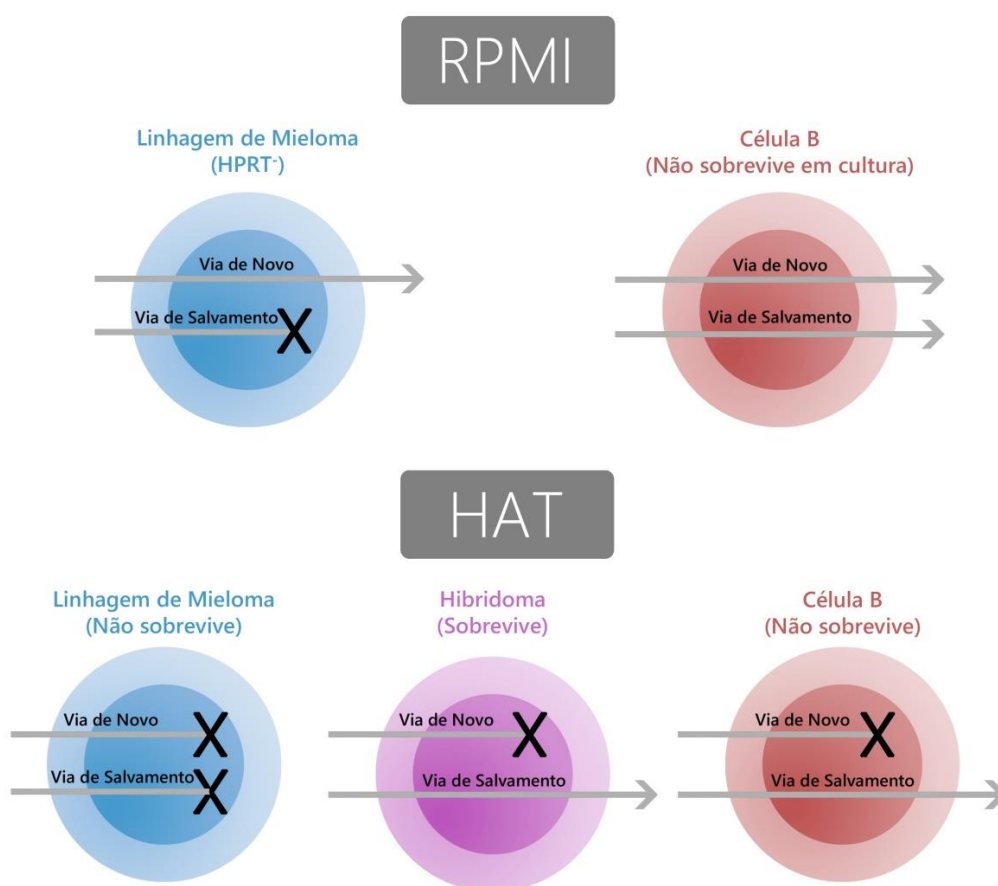 RPMI
Linhagem de Mieloma
(HPRT⁻)
Via de Novo
Via de Salvamento
X
Célula B
(Não sobrevive em cultura)
Via de Novo
Via de Salvamento
HAT
Linhagem de Mieloma
(Não sobrevive)
Via de Novo
X
Via de Salvamento
X
Hibridoma
(Sobrevive)
Via de Novo
X
Via de Salvamento
Célula B
(Não sobrevive)
Via de Novo
X
Via de Salvamento